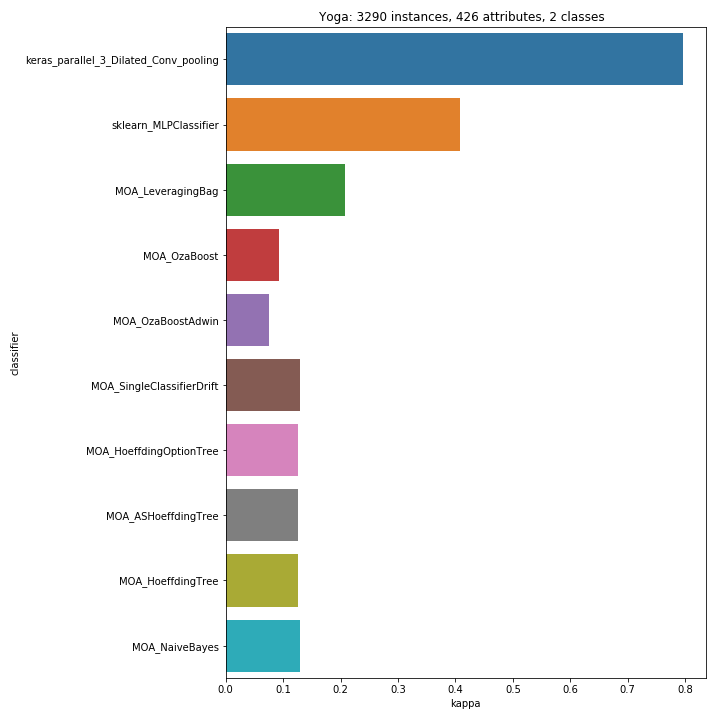 Yoga: 3290 instances, 426 attributes, 2 classes
keras_parallel_3_Dilated_Conv_pooling
sklearn_MLPClassifier
MOA_LeveragingBag
MOA_OzaBoost
MOA_OzaBoostAdwin
classifier
MOA_SingleClassifierDrift
MOA_HoeffdingOptionTree
MOA_ASHoeffdingTree
MOA_HoeffdingTree
MOA_NaiveBayes
0.0 0.1 0.2 0.3 0.4 0.5 0.6 0.7 0.8
kappa